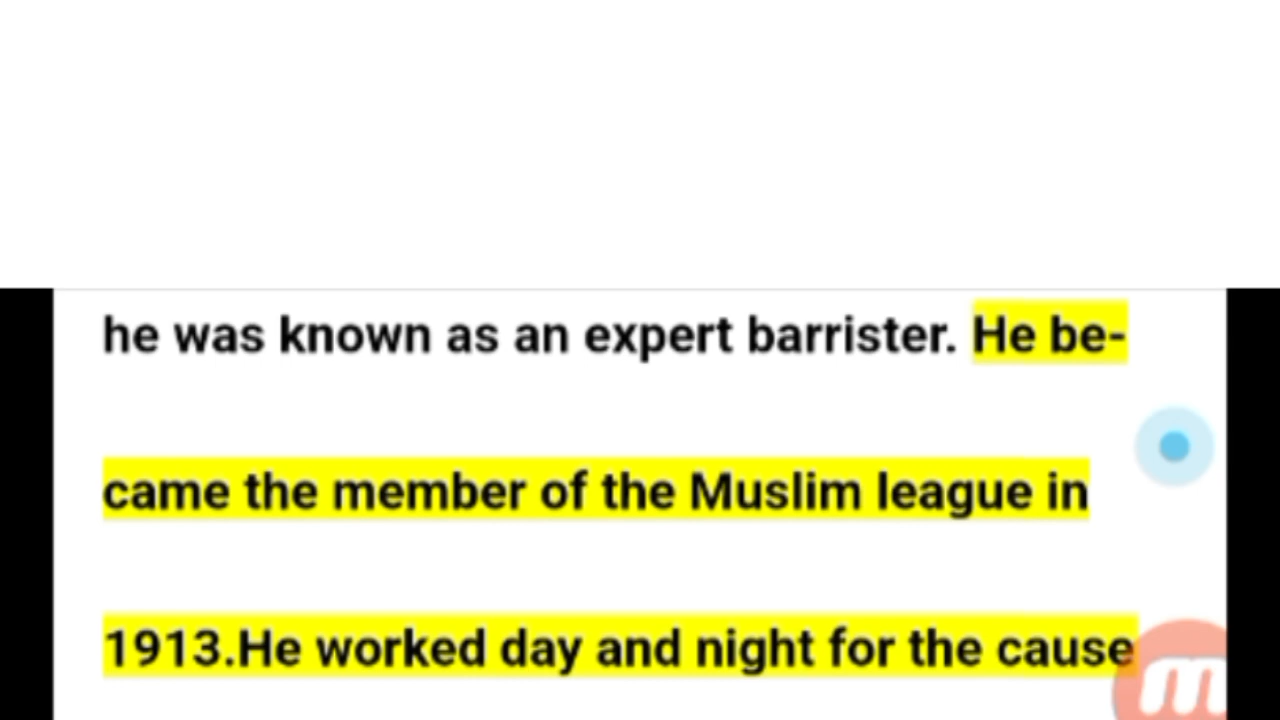 he was known as an expert barrister. He be-
came the member of the Muslim league in
1913.He worked day and night for the cause